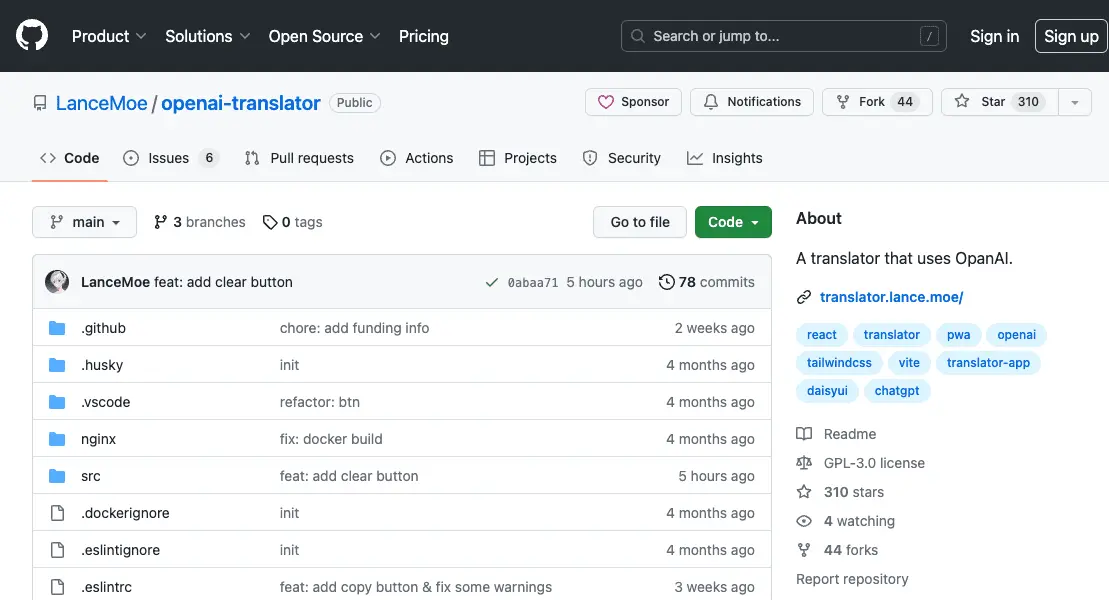 Product Solutions Open Source Pricing Search or jump to... / Sign in Sign up
LanceMoe / openai-translator Public Sponsor Notifications Fork 44 Star 310
Code Issues 6 Pull requests Actions Projects Security Insights
main 3 branches 0 tags Go to file Code
LanceMoe feat: add clear button 0abaa71 5 hours ago 78 commits
.github chore: add funding info 2 weeks ago
.husky init 4 months ago
.vscode refactor: btn 4 months ago
nginx fix: docker build 4 months ago
src feat: add clear button 5 hours ago
.dockerignore init 4 months ago
.eslintignore init 4 months ago
.eslintrc feat: add copy button & fix some warnings 3 weeks ago
About
A translator that uses OpenAI.
translator.lance.moe/
react translator pwa openai
tailwindcss vite translator-app
daisyui chatgpt
Readme
GPL-3.0 license
310 stars
4 watching
44 forks
Report repository